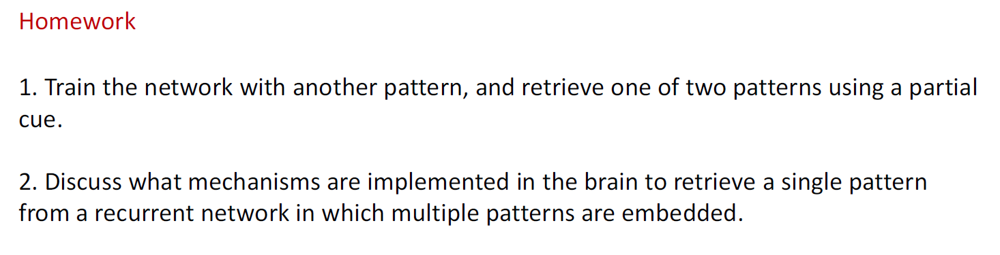 Homework
1. Train the network with another pattern, and retrieve one of two patterns using a partial
cue.
2. Discuss what mechanisms are implemented in the brain to retrieve a single pattern
from a recurrent network in which multiple patterns are embedded.